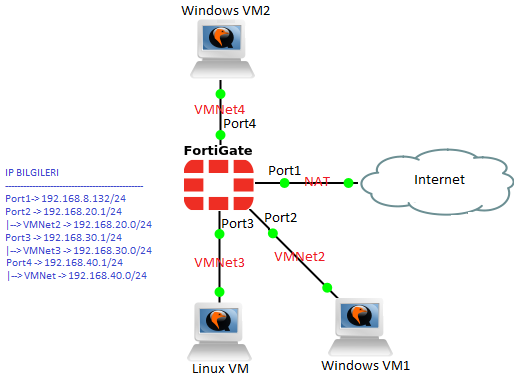 Windows VM2
VMNet4
Port4
FortiGate
Port1
NAT
Internet
IP BILGILERI
----------------------------------------------
Port1-> 192.168.8.132/24
Port2 -> 192.168.20.1/24
|--> VMNet2 -> 192.168.20.0/24
Port3 -> 192.168.30.1/24
|--> VMNet3 -> 192.168.30.0/24
Port4 -> 192.168.40.1/24
|--> VMNet -> 192.168.40.0/24
Port3
Port2
VMNet3
VMNet2
Linux VM
Windows VM1